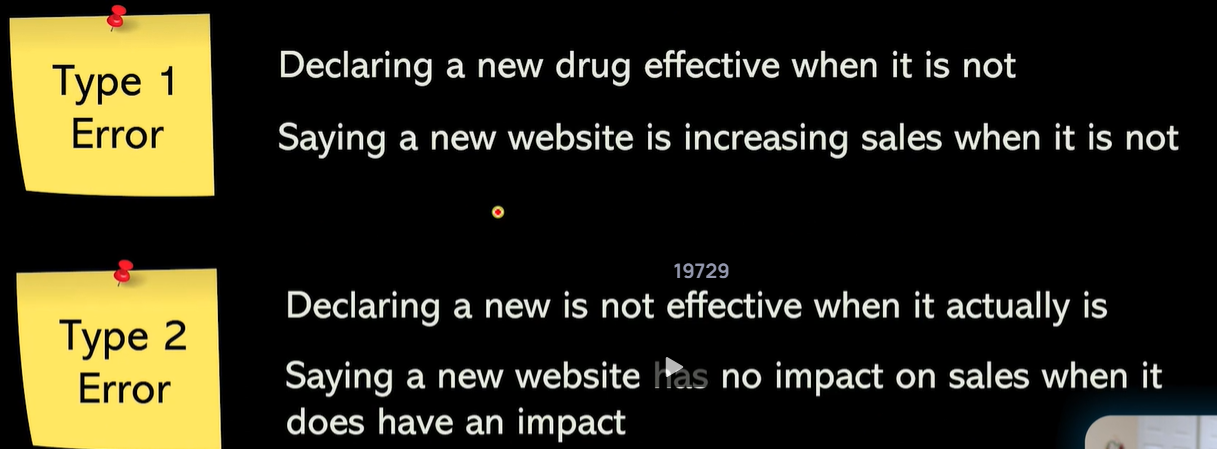 Type 1
Error
Declaring a new drug effective when it is not
Saying a new website is increasing sales when it is not
19729
Type 2
Error
Declaring a new is not effective when it actually is
Saying a new website has no impact on sales when it
does have an impact